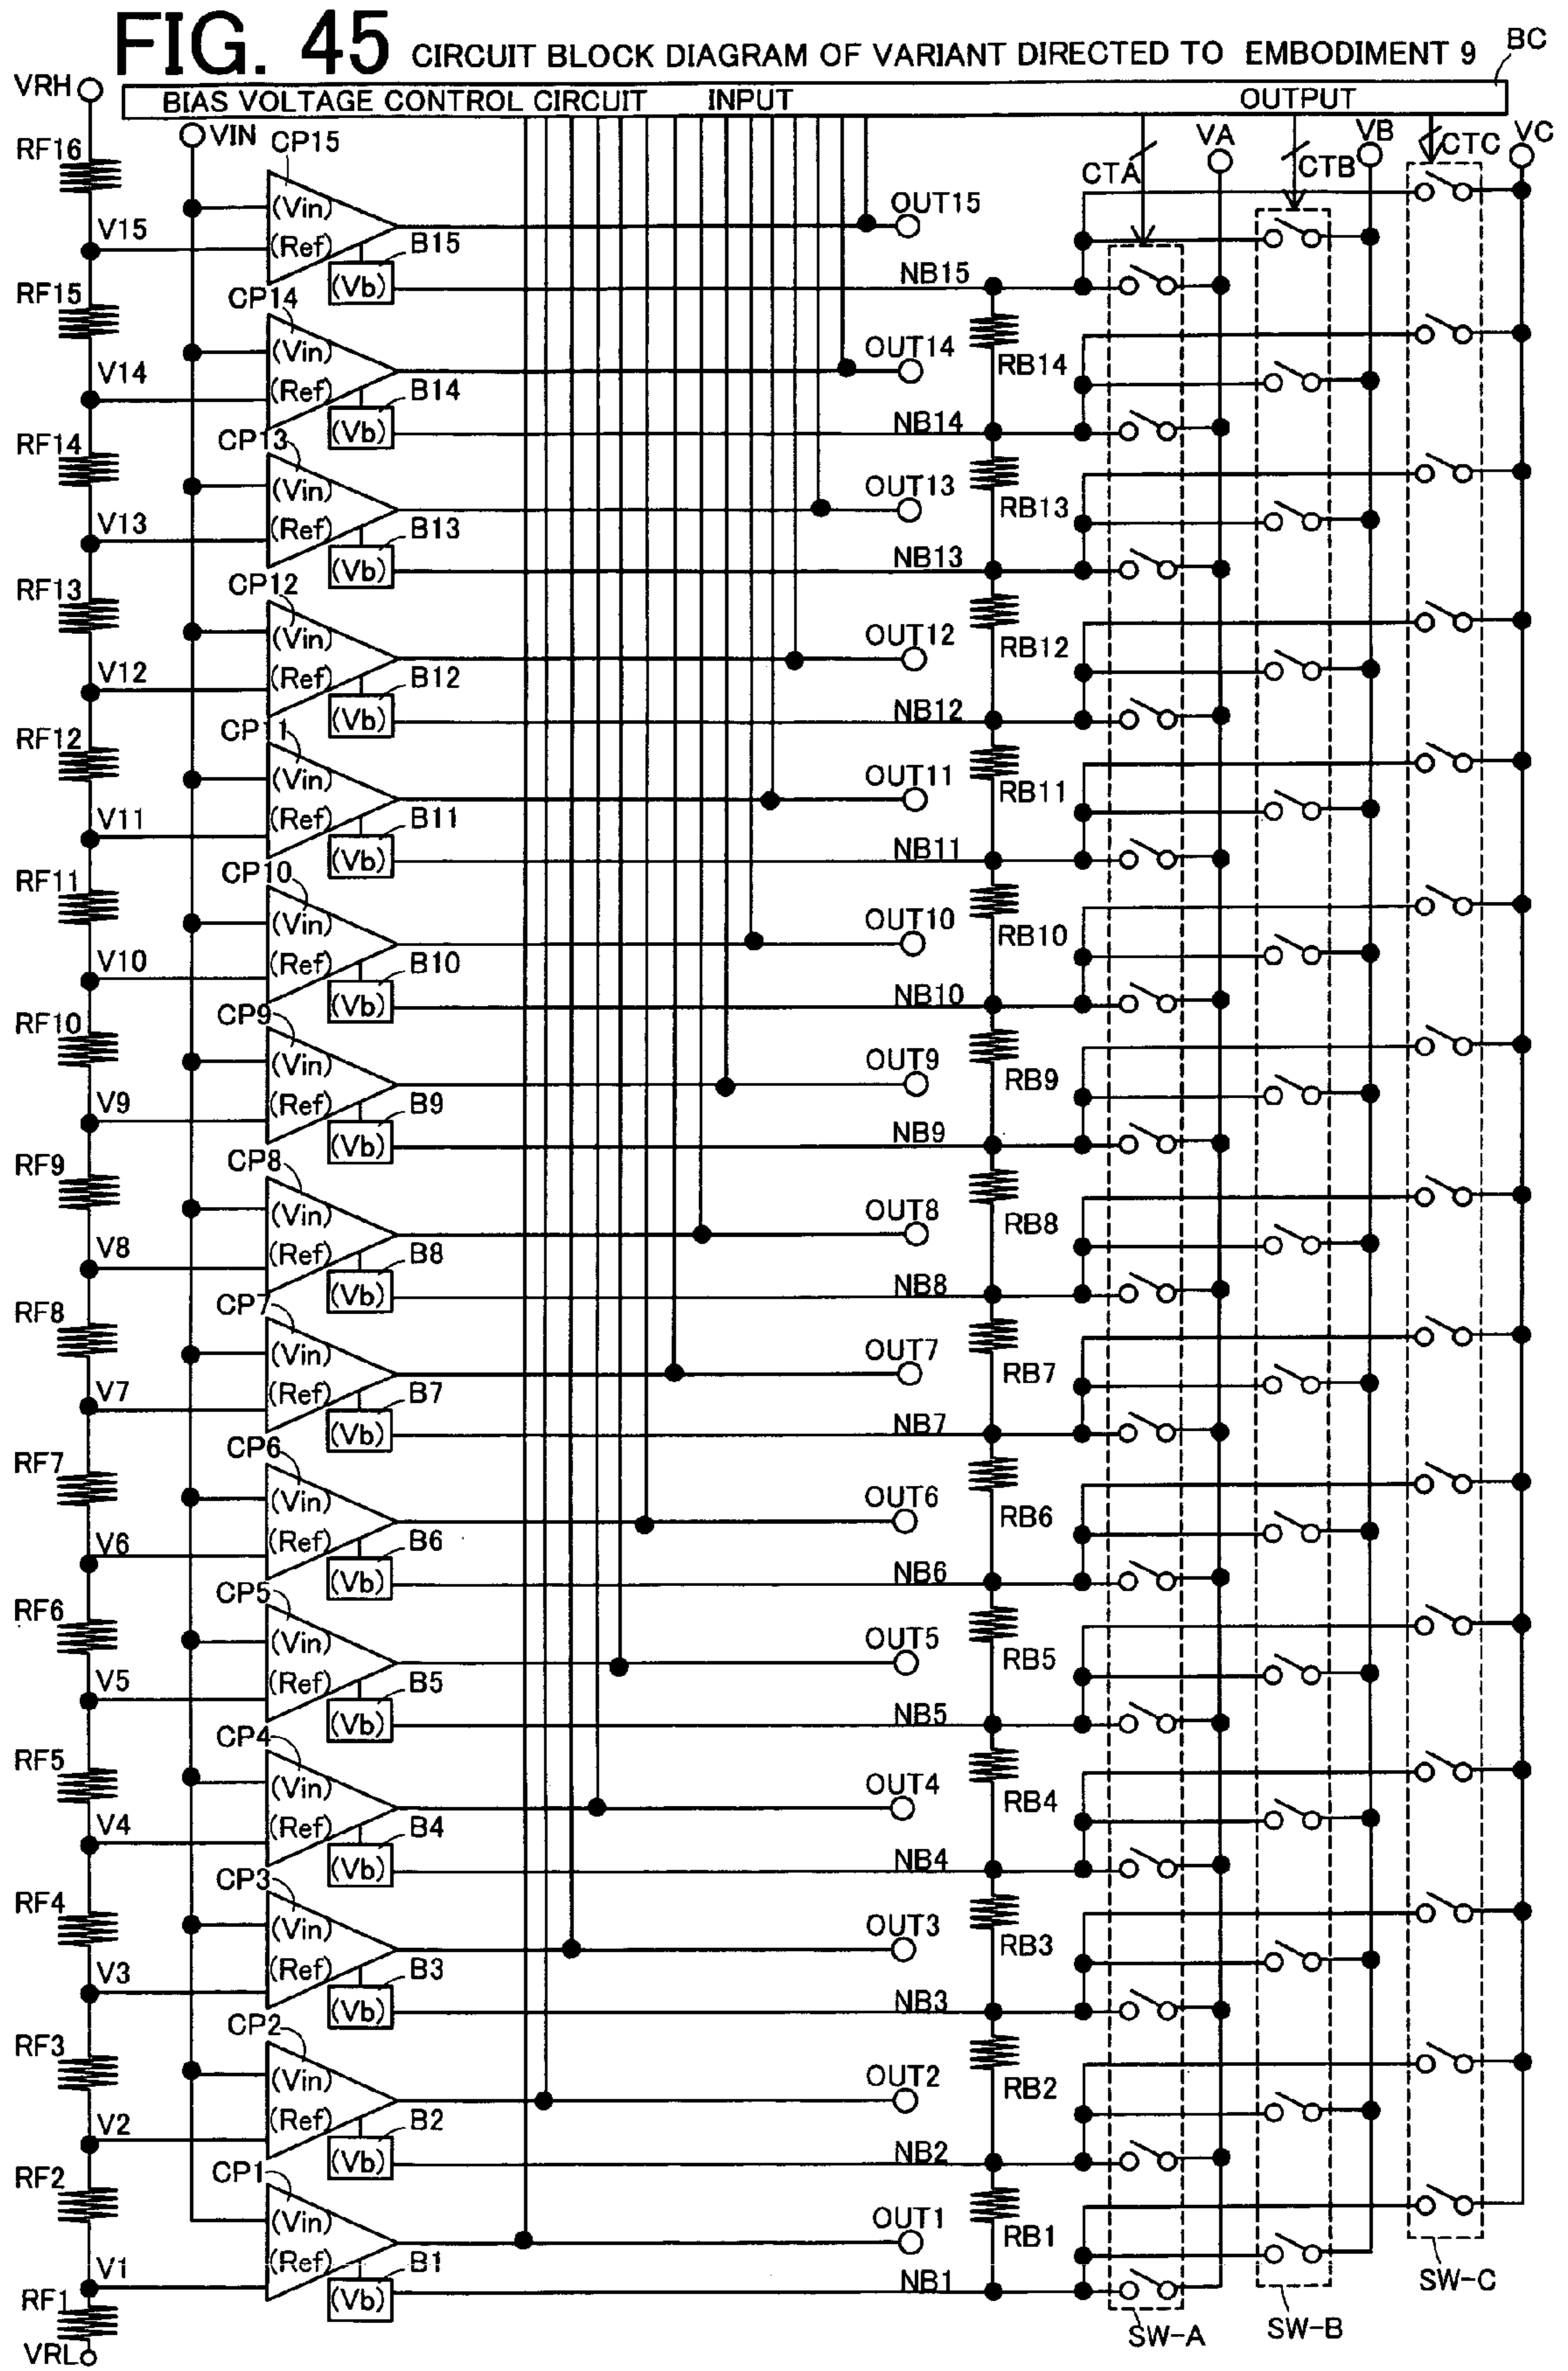 FIG. 45 CIRCUIT BLOCK DIAGRAM OF VARIANT DIRECTED TO EMBODIMENT 9
BC
VRH
BIAS VOLTAGE CONTROL CIRCUIT INPUT OUTPUT
VIN
CP15
VA
VB
CTC
VC
CTA
CTB
RF16
(Vin)
OUT15
V15
(Ref)
B15
(Vb)
NB15
RF15
CP14
(Vin)
OUT14
RB14
V14
(Ref)
B14
(Vb)
NB14
RF14
CP13
(Vin)
OUT13
RB13
V13
(Ref)
B13
(Vb)
NB13
RF13
CP12
(Vin)
OUT12
RB12
V12
(Ref)
B12
(Vb)
NB12
RF12
CP11
(Vin)
OUT11
RB11
V11
(Ref)
B11
(Vb)
NB11
RF11
CP10
(Vin)
OUT10
RB10
V10
(Ref)
B10
(Vb)
NB10
RF10
CP9
(Vin)
OUT9
RB9
V9
(Ref)
B9
(Vb)
NB9
RF9
CP8
(Vin)
OUT8
RB8
V8
(Ref)
B8
(Vb)
NB8
RF8
CP7
(Vin)
OUT7
RB7
V7
(Ref)
B7
(Vb)
NB7
RF7
CP6
(Vin)
OUT6
RB6
V6
(Ref)
B6
(Vb)
NB6
RF6
CP5
(Vin)
OUT5
RB5
V5
(Ref)
B5
(Vb)
NB5
RF5
CP4
(Vin)
OUT4
RB4
V4
(Ref)
B4
(Vb)
NB4
RF4
CP3
(Vin)
OUT3
RB3
V3
(Ref)
B3
(Vb)
NB3
RF3
CP2
(Vin)
OUT2
RB2
V2
(Ref)
B2
(Vb)
NB2
RF2
CP1
(Vin)
OUT1
RB1
V1
(Ref)
B1
(Vb)
NB1
RF1
VRL
SW-A
SW-B
SW-C